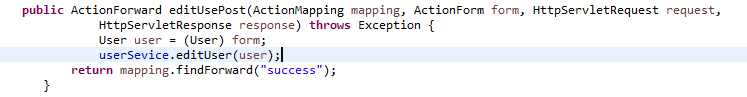 public ActionForward editUsePost(ActionMapping mapping, ActionForm form, HttpServletRequest request,
HttpServletResponse response) throws Exception {
User user = (User) form;
userSevice.editUser(user);
return mapping.findForward("success");
}